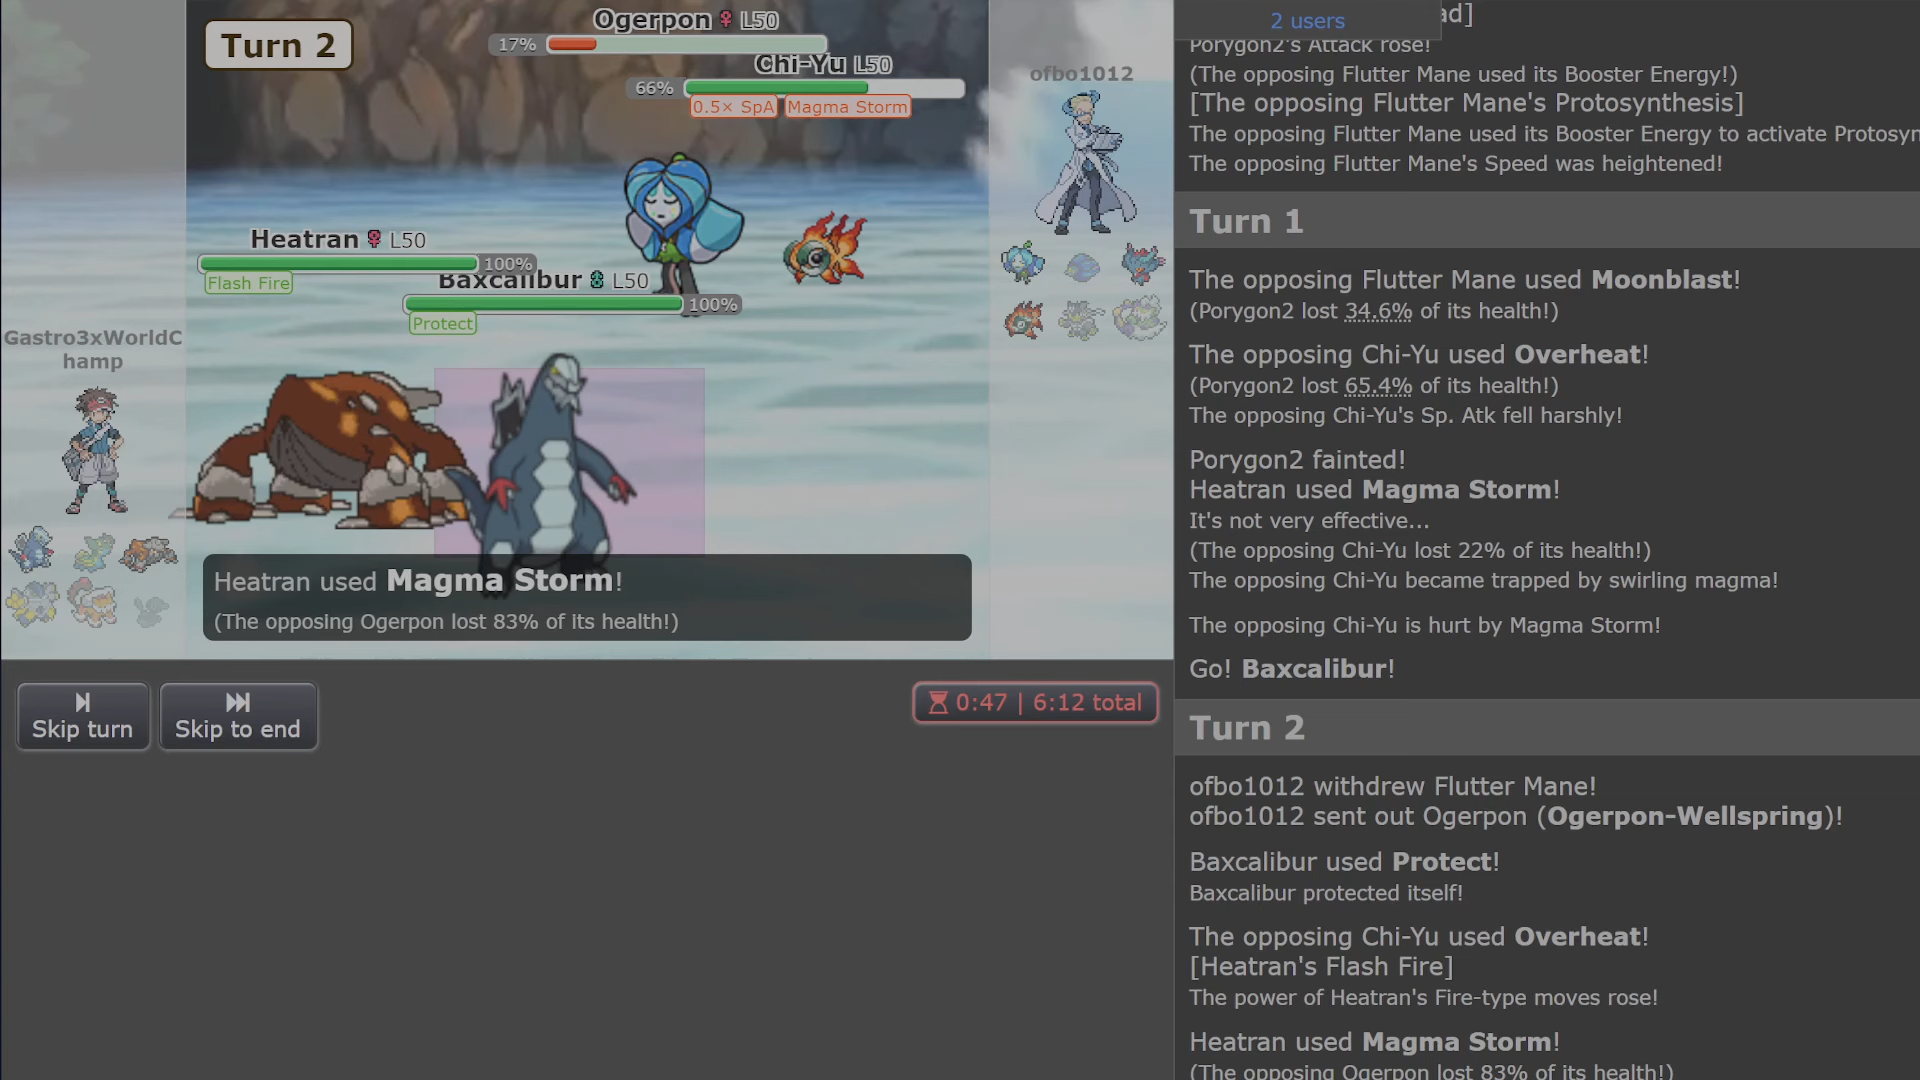 Turn 2
Ogerpon L50
17%
Chi-Yu L50
66%
0.5× SpA Magma Storm
Heatran L50
100%
Flash Fire
Baxcalibur L50
100%
Protect
Gastro3xWorldC
hamp
ofbo1012
Heatran used Magma Storm!
(The opposing Ogerpon lost 83% of its health!)
Skip turn
Skip to end
0:47 | 6:12 total
2 users
ad]
Porygon2's Attack rose!
(The opposing Flutter Mane used its Booster Energy!)
[The opposing Flutter Mane's Protosynthesis]
The opposing Flutter Mane used its Booster Energy to activate Protosyn
The opposing Flutter Mane's Speed was heightened!
Turn 1
The opposing Flutter Mane used Moonblast!
(Porygon2 lost 34.6% of its health!)
The opposing Chi-Yu used Overheat!
(Porygon2 lost 65.4% of its health!)
The opposing Chi-Yu's Sp. Atk fell harshly!
Porygon2 fainted!
Heatran used Magma Storm!
It's not very effective...
(The opposing Chi-Yu lost 22% of its health!)
The opposing Chi-Yu became trapped by swirling magma!
The opposing Chi-Yu is hurt by Magma Storm!
Go! Baxcalibur!
Turn 2
ofbo1012 withdrew Flutter Mane!
ofbo1012 sent out Ogerpon (Ogerpon-Wellspring)!
Baxcalibur used Protect!
Baxcalibur protected itself!
The opposing Chi-Yu used Overheat!
[Heatran's Flash Fire]
The power of Heatran's Fire-type moves rose!
Heatran used Magma Storm!
(The opposing Ogerpon lost 83% of its health!)